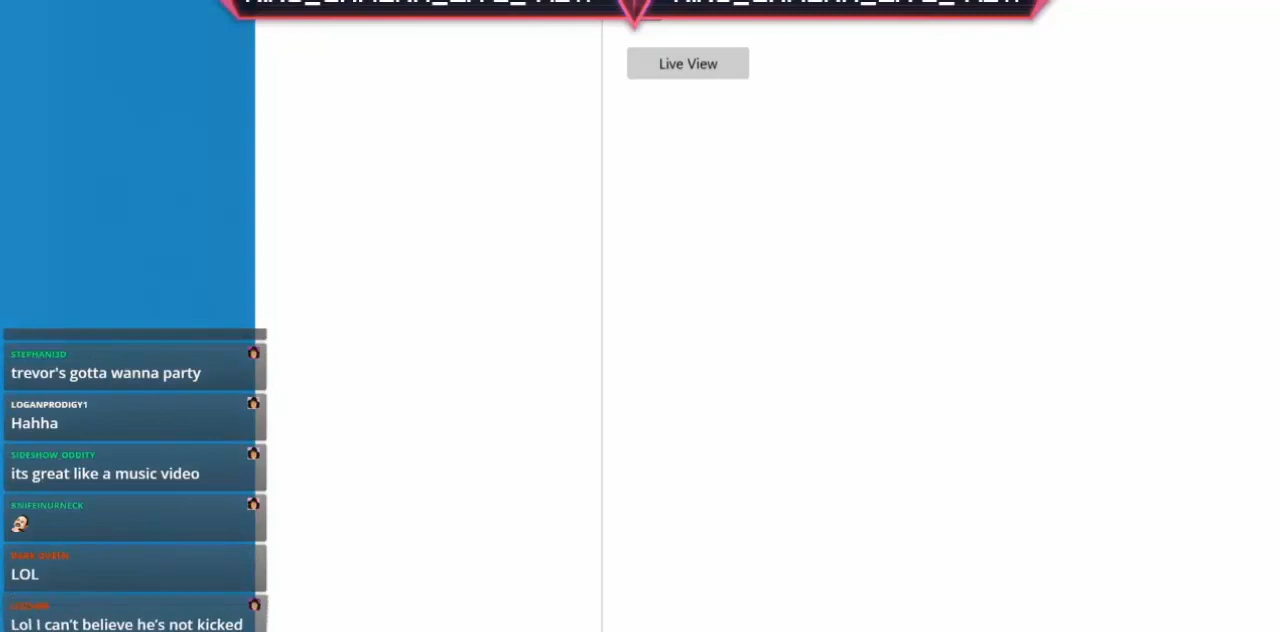 Live View
STEPHANI3D
trevor's gotta wanna party
LOGANPRODIGY1
Hahha
SIDESHOW_ODDITY
its great like a music video
KNIFEINURNECK
DARK_QUEEN
LOL
Lol I can't believe he's not kicked